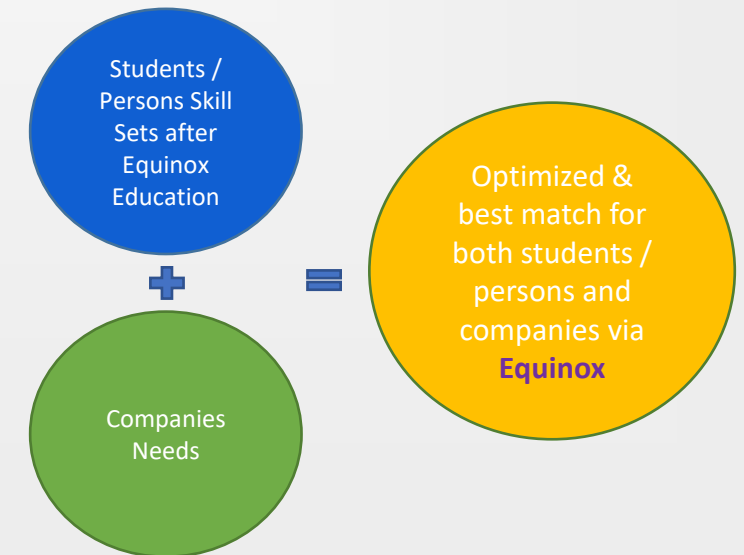 Students /
Persons Skill
Sets after
Equinox
Education
Companies
Needs
Optimized &
best match for
both students /
persons and
companies via
Equinox